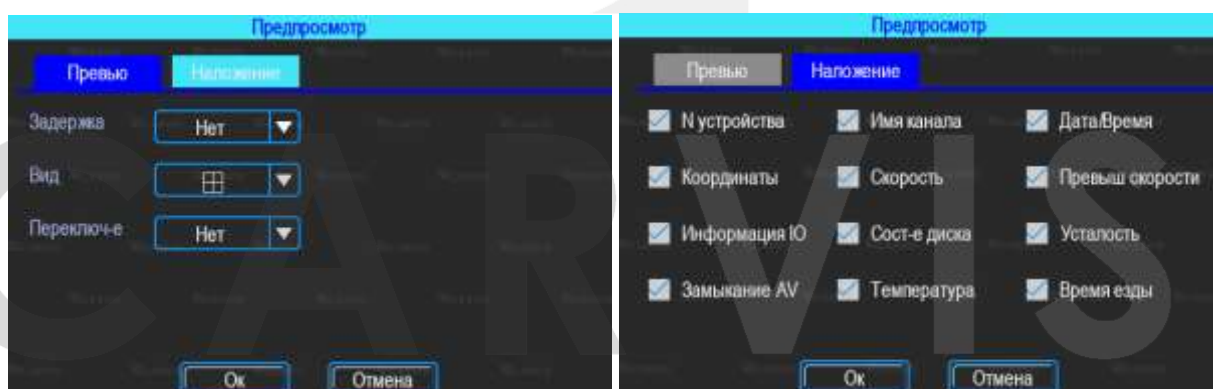 Предпросмотр
Превью Наложение
Задержка Нет
Вид
Переключ-е Нет
Ок Отмена
Предпросмотр
Превью Наложение
N устройства Имя канала Дата/Время
Координаты Скорость Превыш скорости
Информация IO Сост-е диска Усталость
Замыкание AV Температура Время езды
Ок Отмена
CARVIS